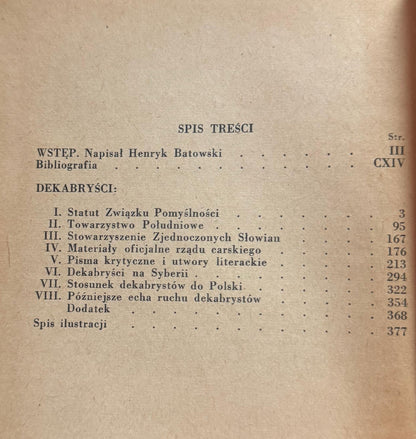 SPIS TREŚCI
Str.
WSTĘP. Napisał Henryk Batowski . . . . . . III
Bibliografia . . . . . . . . . . CXIV
DEKABRYŚCI:
I. Statut Związku Pomyślności . . . . . 3
II. Towarzystwo Południowe . . . . . . 95
III. Stowarzyszenie Zjednoczonych Słowian . . . 167
IV. Materiały oficjalne rządu carskiego . . . . 176
V. Pisma krytyczne i utwory literackie . . . . 213
VI. Dekabryści na Syberii . . . . . . 294
VII. Stosunek dekabrystów do Polski . . . . 322
VIII. Późniejsze echa ruchu dekabrystów . . . . 354
Dodatek . . . . . . . . . 368
Spis ilustracji . . . . . . . . . 377